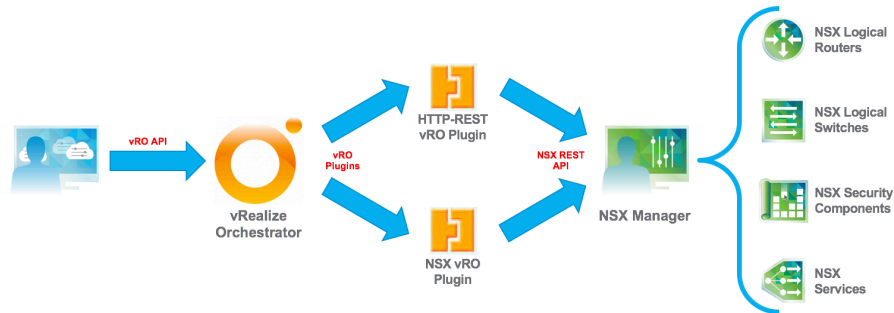 vRO API
vRealize
Orchestrator
vRO
Plugins
HTTP-REST
vRO Plugin
NSX vRO
Plugin
NSX REST
API
NSX Manager
NSX Logical
Routers
NSX Logical
Switches
NSX Security
Components
NSX
Services